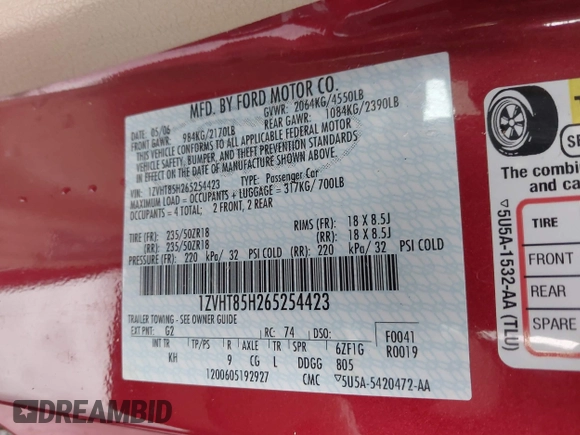 MFD. BY FORD MOTOR CO.
DATE: 05/06 GVWR: 2064KG/4550LB
FRONT GAWR: 984KG/2170LB REAR GAWR: 1084KG/2390LB
THIS VEHICLE CONFORMS TO ALL APPLICABLE FEDERAL MOTOR
VEHICLE SAFETY, BUMPER, AND THEFT PREVENTION STANDARDS
IN EFFECT ON THE DATE OF MANUFACTURE SHOWN ABOVE.
VIN: 1ZVHT85H265254423 TYPE: Passenger Car
MAXIMUM LOAD = OCCUPANTS + LUGGAGE = 317KG/ 700LB
OCCUPANTS = 4 TOTAL; 2 FRONT, 2 REAR
TIRE (FR): 235/50ZR18 RIMS (FR): 18 X 8.5J
(RR): 235/50ZR18 (RR): 18 X 8.5J
PRESSURE (FR): 220 kPa/ 32 PSI COLD (RR): 220 kPa/ 32 PSI COLD
1ZVHT85H265254423
TRAILER TOWING - SEE OWNER GUIDE
EXT PNT: G2 RC: 74 DSO: F0041
INT TR TP/PS R AXLE TR SPR 6ZF1G R0019
KH 9 CG L DDGG 805
1200605192927 CMC ▽5U5A-5420472-AA
SE
The combin
and ca
TIRE
FRONT
REAR
SPARE
▽5U5A-1532-AA (TLU)
DREAMBID